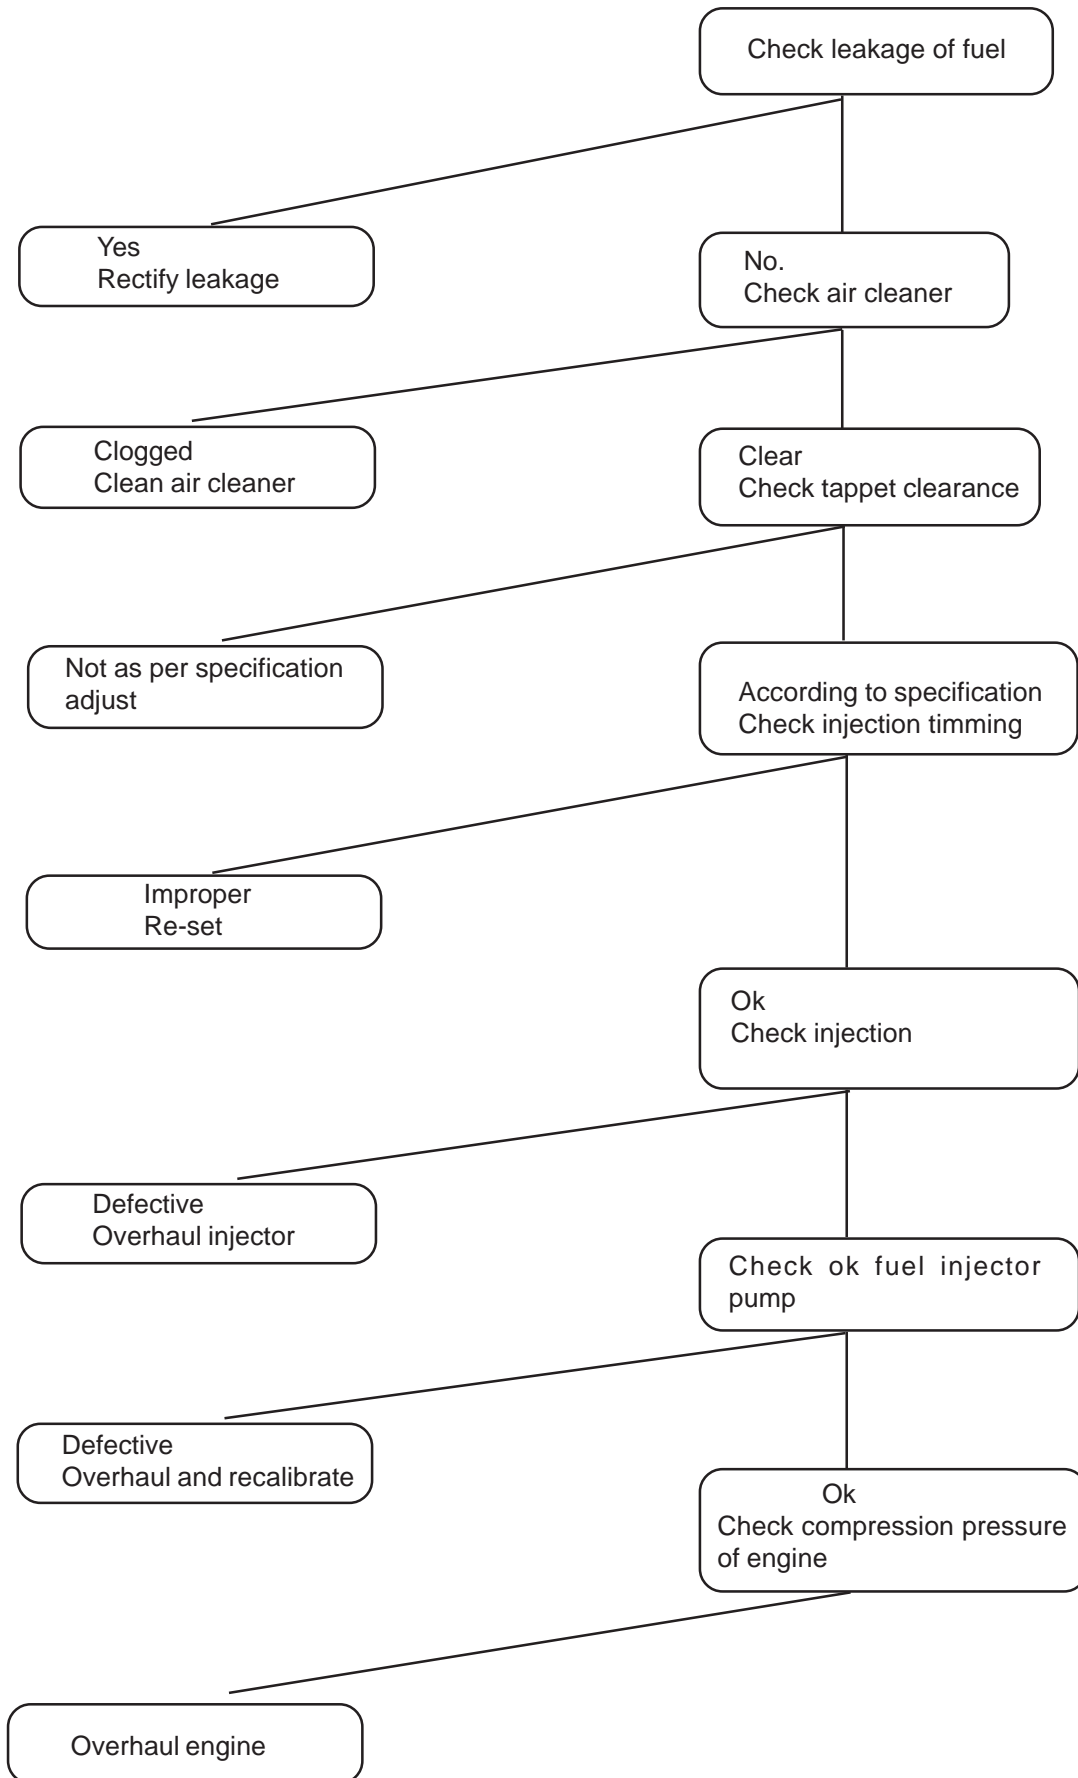 Check leakage of fuel
Yes
Rectify leakage
No.
Check air cleaner
Clogged
Clean air cleaner
Clear
Check tappet clearance
Not as per specification
adjust
According to specification
Check injection timming
Improper
Re-set
Ok
Check injection
Defective
Overhaul injector
Check ok fuel injector
pump
Defective
Overhaul and recalibrate
Ok
Check compression pressure
of engine
Overhaul engine